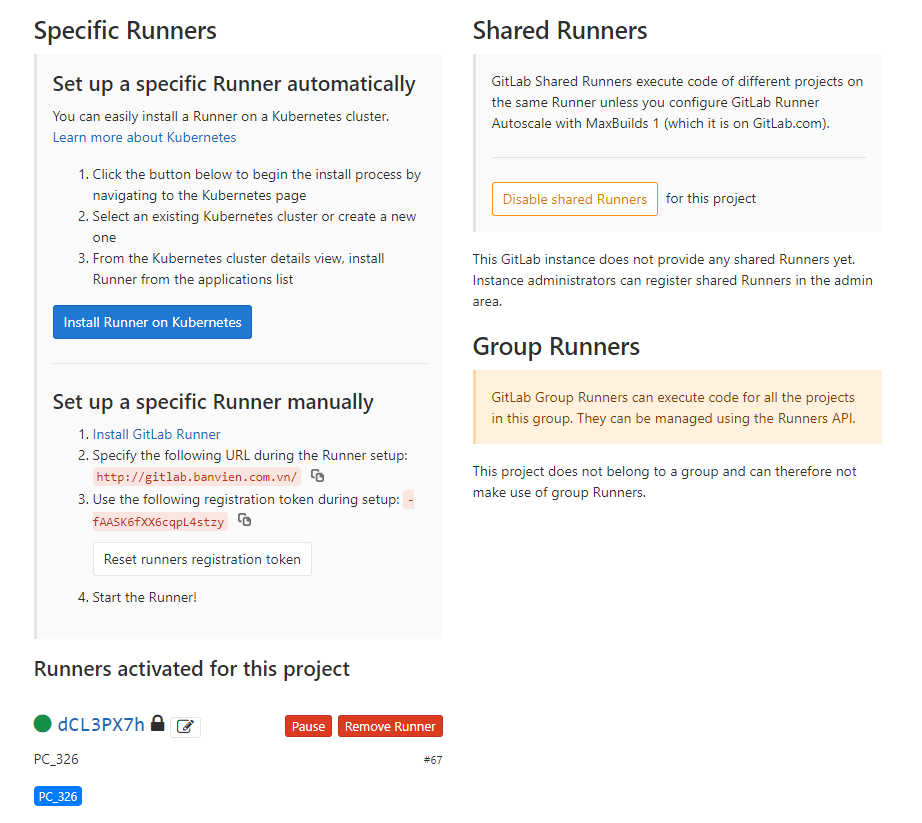 Specific Runners
Set up a specific Runner automatically
You can easily install a Runner on a Kubernetes cluster.
Learn more about Kubernetes
1. Click the button below to begin the install process by
navigating to the Kubernetes page
2. Select an existing Kubernetes cluster or create a new
one
3. From the Kubernetes cluster details view, install
Runner from the applications list
Install Runner on Kubernetes
Set up a specific Runner manually
1. Install GitLab Runner
2. Specify the following URL during the Runner setup:
http://gitlab.banvien.com.vn/
3. Use the following registration token during setup: -
fAASK6fXX6cqpL4stzy
Reset runners registration token
4. Start the Runner!
Runners activated for this project
dCL3PX7h
Pause
Remove Runner
PC_326
#67
PC_326
Shared Runners
GitLab Shared Runners execute code of different projects on
the same Runner unless you configure GitLab Runner
Autoscale with MaxBuilds 1 (which it is on GitLab.com).
Disable shared Runners for this project
This GitLab instance does not provide any shared Runners yet.
Instance administrators can register shared Runners in the admin
area.
Group Runners
GitLab Group Runners can execute code for all the projects
in this group. They can be managed using the Runners API.
This project does not belong to a group and can therefore not
make use of group Runners.